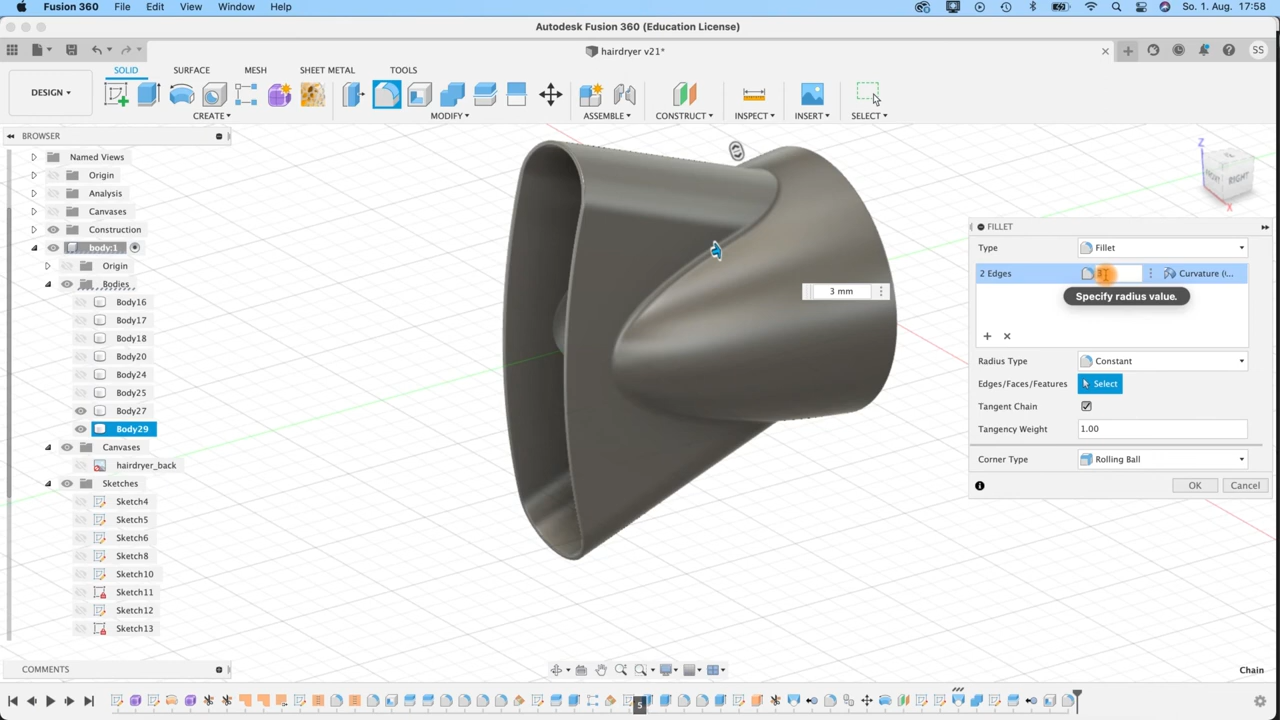 Fusion 360 File Edit View Window Help So. 1. Aug. 17:58
Autodesk Fusion 360 (Education License)
hairdryer v21*
SS
SOLID SURFACE MESH SHEET METAL TOOLS
DESIGN
CREATE MODIFY ASSEMBLE CONSTRUCT INSPECT INSERT SELECT
BROWSER
Named Views
Origin
Analysis
Canvases
Construction
body:1
Origin
Bodies
Body16
Body17
Body18
Body20
Body24
Body25
Body27
Body29
Canvases
hairdryer_back
Sketches
Sketch4
Sketch5
Sketch6
Sketch8
Sketch10
Sketch11
Sketch12
Sketch13
COMMENTS
Z
FRONT RIGHT
X
3 mm
FILLET
Type Fillet
2 Edges Curvature (...
Specify radius value.
Radius Type Constant
Edges/Faces/Features Select
Tangent Chain
Tangency Weight 1.00
Corner Type Rolling Ball
OK Cancel
Chain
5